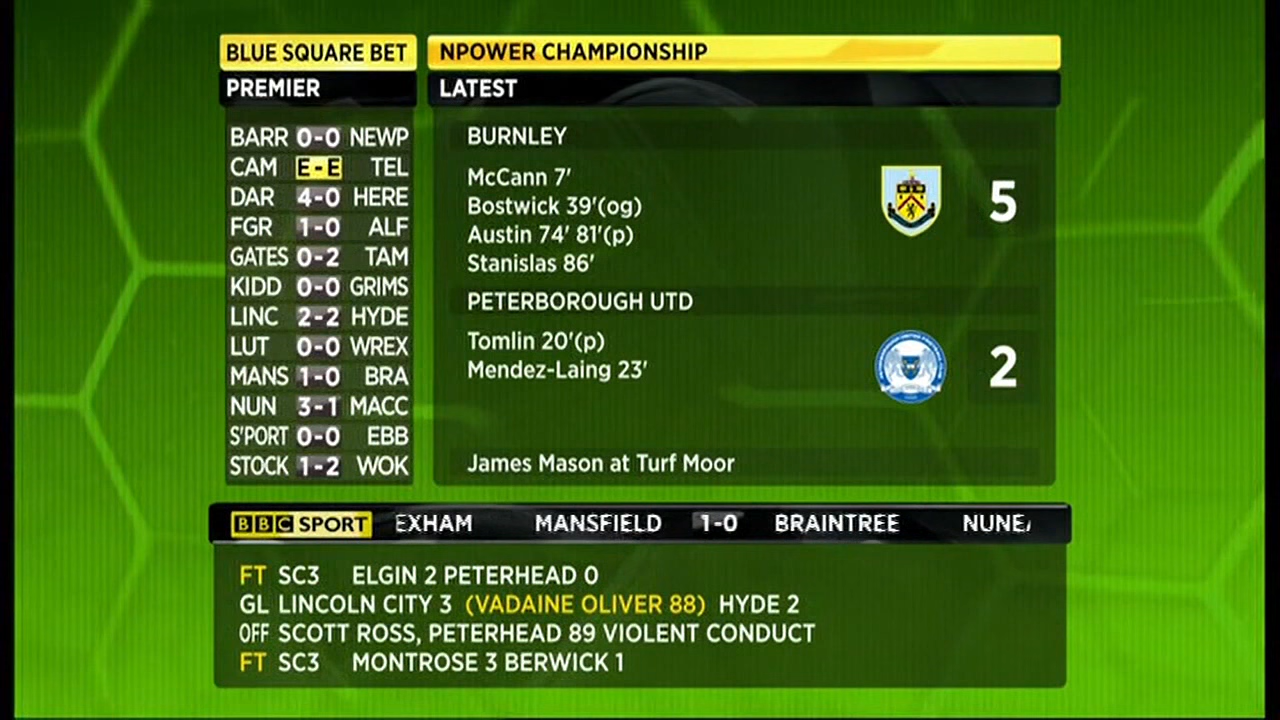 BLUE SQUARE BET
PREMIER
BARR 0-0 NEWP
CAM E-E TEL
DAR 4-0 HERE
FGR 1-0 ALF
GATES 0-2 TAM
KIDD 0-0 GRIMS
LINC 2-2 HYDE
LUT 0-0 WREX
MANS 1-0 BRA
NUN 3-1 MACC
S'PORT 0-0 EBB
STOCK 1-2 WOK
NPOWER CHAMPIONSHIP
LATEST
BURNLEY
McCann 7'
Bostwick 39'(og)
Austin 74' 81'(p)
Stanislas 86'
5
PETERBOROUGH UTD
Tomlin 20'(p)
Mendez-Laing 23'
2
James Mason at Turf Moor
BBC SPORT EXHAM MANSFIELD 1-0 BRAINTREE NUNEA
FT SC3 ELGIN 2 PETERHEAD 0
GL LINCOLN CITY 3 (VADAINE OLIVER 88) HYDE 2
OFF SCOTT ROSS, PETERHEAD 89 VIOLENT CONDUCT
FT SC3 MONTROSE 3 BERWICK 1